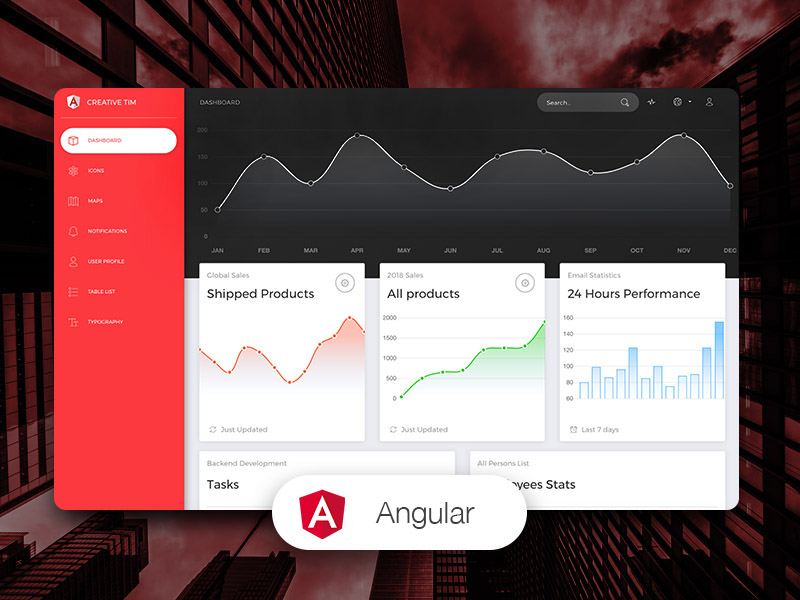 CREATIVE TIM
DASHBOARD
ICONS
MAPS
NOTIFICATIONS
USER PROFILE
TABLE LIST
TYPOGRAPHY
DASHBOARD
Search..
200
150
100
50
0
JAN FEB MAR APR MAY JUN JUL AUG SEP OCT NOV DEC
Global Sales
Shipped Products
Just Updated
2018 Sales
All products
2000
1500
1000
500
0
Just Updated
Email Statistics
24 Hours Performance
160
140
120
100
80
60
Last 7 days
Backend Development
Tasks
All Persons List
yees Stats
A Angular